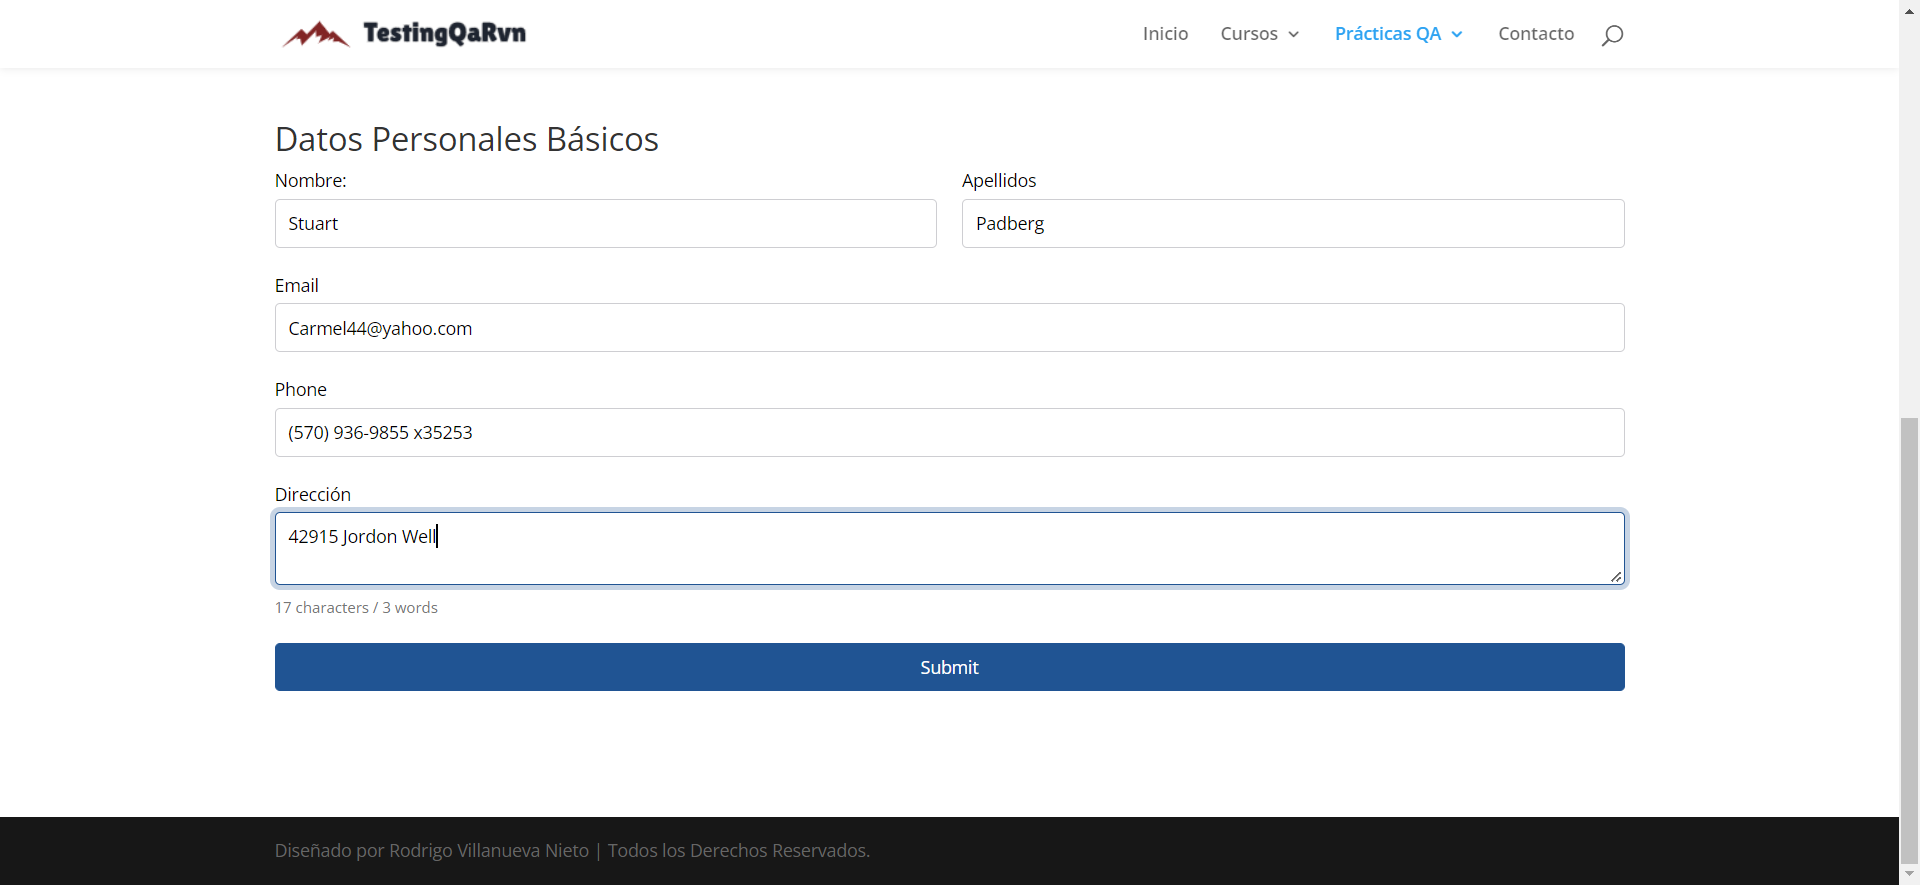 TestingQaRvn
Inicio Cursos Prácticas QA Contacto
Datos Personales Básicos
Nombre: Apellidos
Stuart Padberg
Email
Carmel44@yahoo.com
Phone
(570) 936-9855 x35253
Dirección
42915 Jordon Well
17 characters / 3 words
Submit
Diseñado por Rodrigo Villanueva Nieto | Todos los Derechos Reservados.